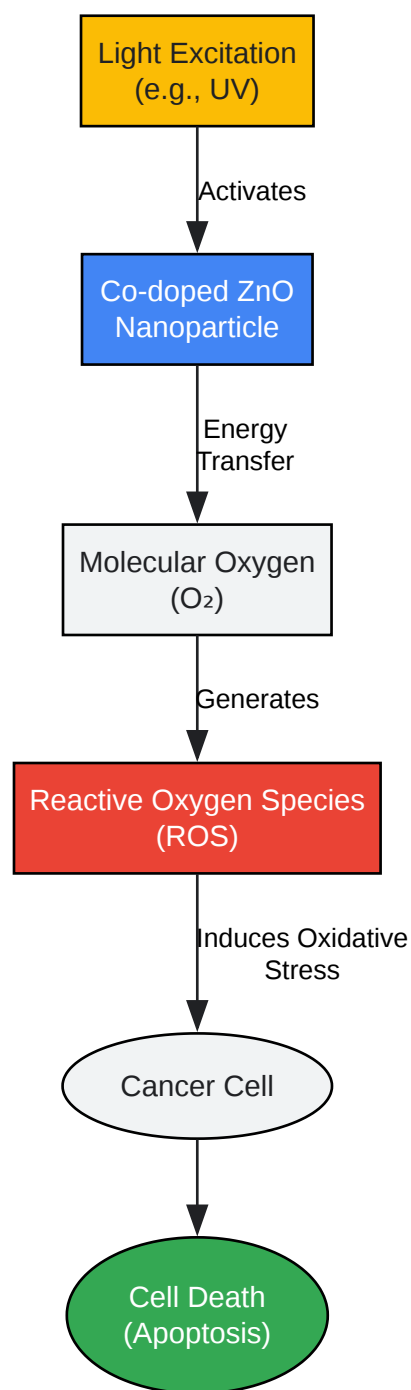 Light Excitation
(e.g., UV)
Activates
Co-doped ZnO
Nanoparticle
Energy
Transfer
Molecular Oxygen
(O₂)
Generates
Reactive Oxygen Species
(ROS)
Induces Oxidative
Stress
Cancer Cell
Cell Death
(Apoptosis)